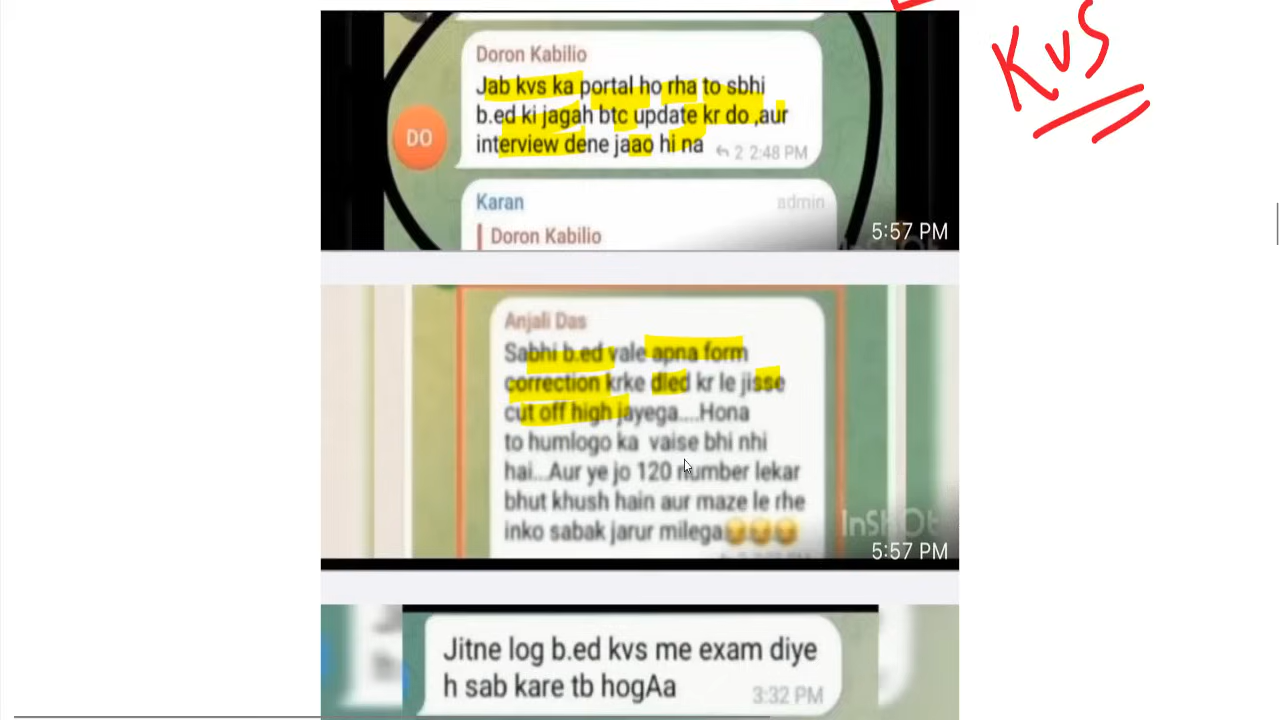 KVS
Doron Kabilio
Jab kvs ka portal ho rha to sbhi
b.ed ki jagah btc update kr do ,aur
interview dene jaao hi na
2 2:48 PM
DO
Karan admin
Doron Kabilio
5:57 PM
Anjali Das
Sabhi b.ed vale apna form
correction krke dled kr le jisse
cut off high jayega....Hona
to humlogo ka vaise bhi nhi
hai...Aur ye jo 120 number lekar
bhut khush hain aur maze le rhe
inko sabak jarur milega
InShOt
5:57 PM
Jitne log b.ed kvs me exam diye
h sab kare tb hogAa
3:32 PM